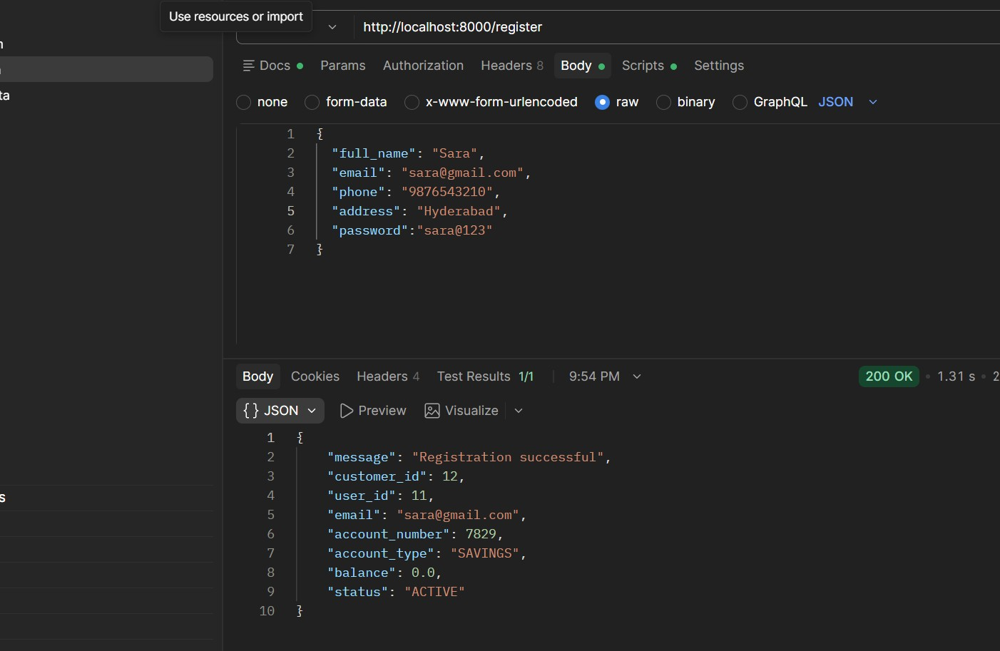 Use resources or import
http://localhost:8000/register
Docs Params Authorization Headers 8 Body Scripts Settings
none form-data x-www-form-urlencoded raw binary GraphQL JSON
1 {
2 "full_name": "Sara",
3 "email": "sara@gmail.com",
4 "phone": "9876543210",
5 "address": "Hyderabad",
6 "password":"sara@123"
7 }
Body Cookies Headers 4 Test Results 1/1 9:54 PM 200 OK 1.31 s
{} JSON Preview Visualize
1 {
2 "message": "Registration successful",
3 "customer_id": 12,
4 "user_id": 11,
5 "email": "sara@gmail.com",
6 "account_number": 7829,
7 "account_type": "SAVINGS",
8 "balance": 0.0,
9 "status": "ACTIVE"
10 }